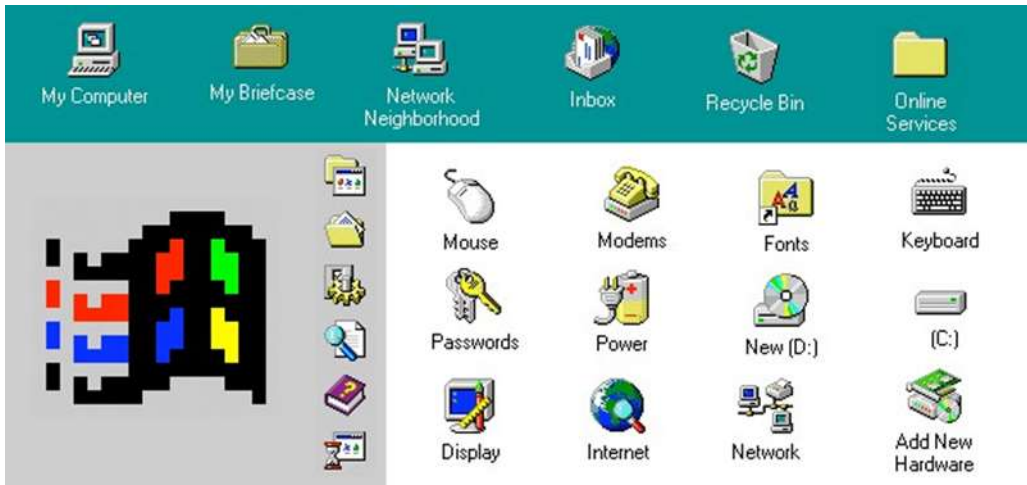 My Computer
My Briefcase
Network
Neighborhood
Inbox
Recycle Bin
Online
Services
Mouse
Modems
Fonts
Keyboard
Passwords
Power
New (D:)
(C:)
Display
Internet
Network
Add New
Hardware